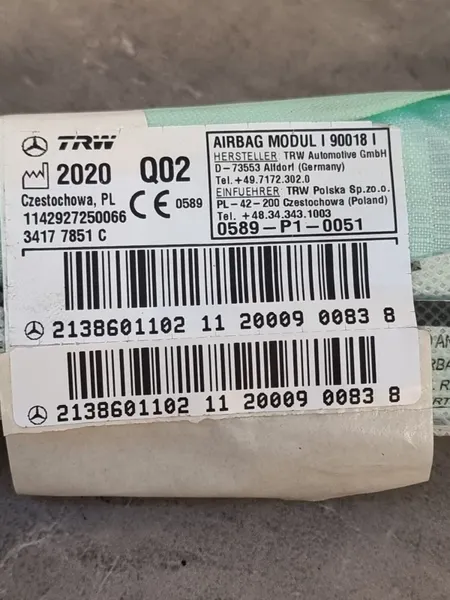 TRW
2020 Q02
Czestochowa, PL
1142927250066
3417 7851 C
CE 0589
AIRBAG MODUL I 90018 I
HERSTELLER TRW Automotive GmbH
D-73553 Alfdorf (Germany)
Tel.+49.7172.302.0
EINFUEHRER TRW Polska Sp.zo.o.
PL-42-200 Czestochowa (Poland)
Tel.+48.34.343.1003
0589-P1-0051
2138601102 11 20009 0083 8
2138601102 11 20009 0083 8